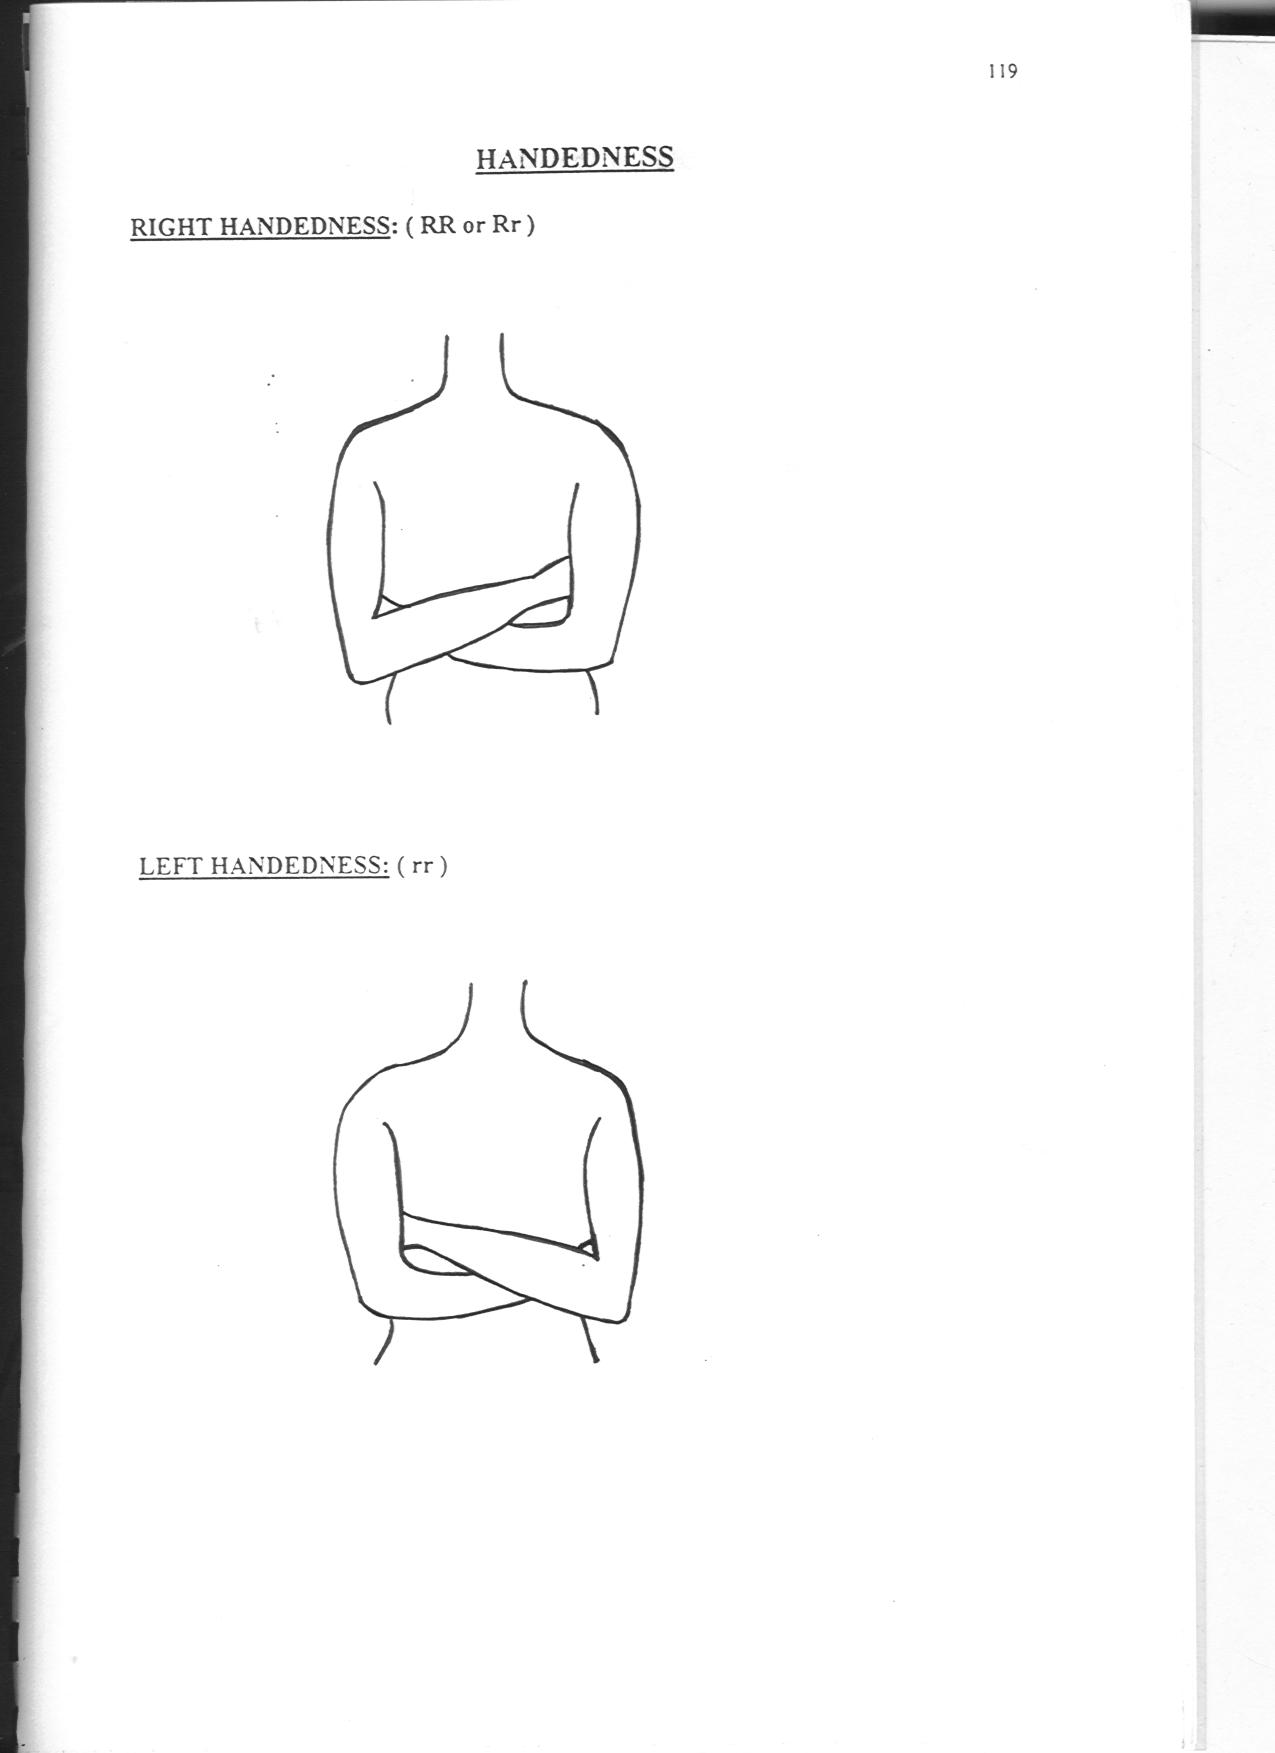 119
HANDEDNESS
RIGHT HANDEDNESS: ( RR or Rr )
LEFT HANDEDNESS: ( rr )